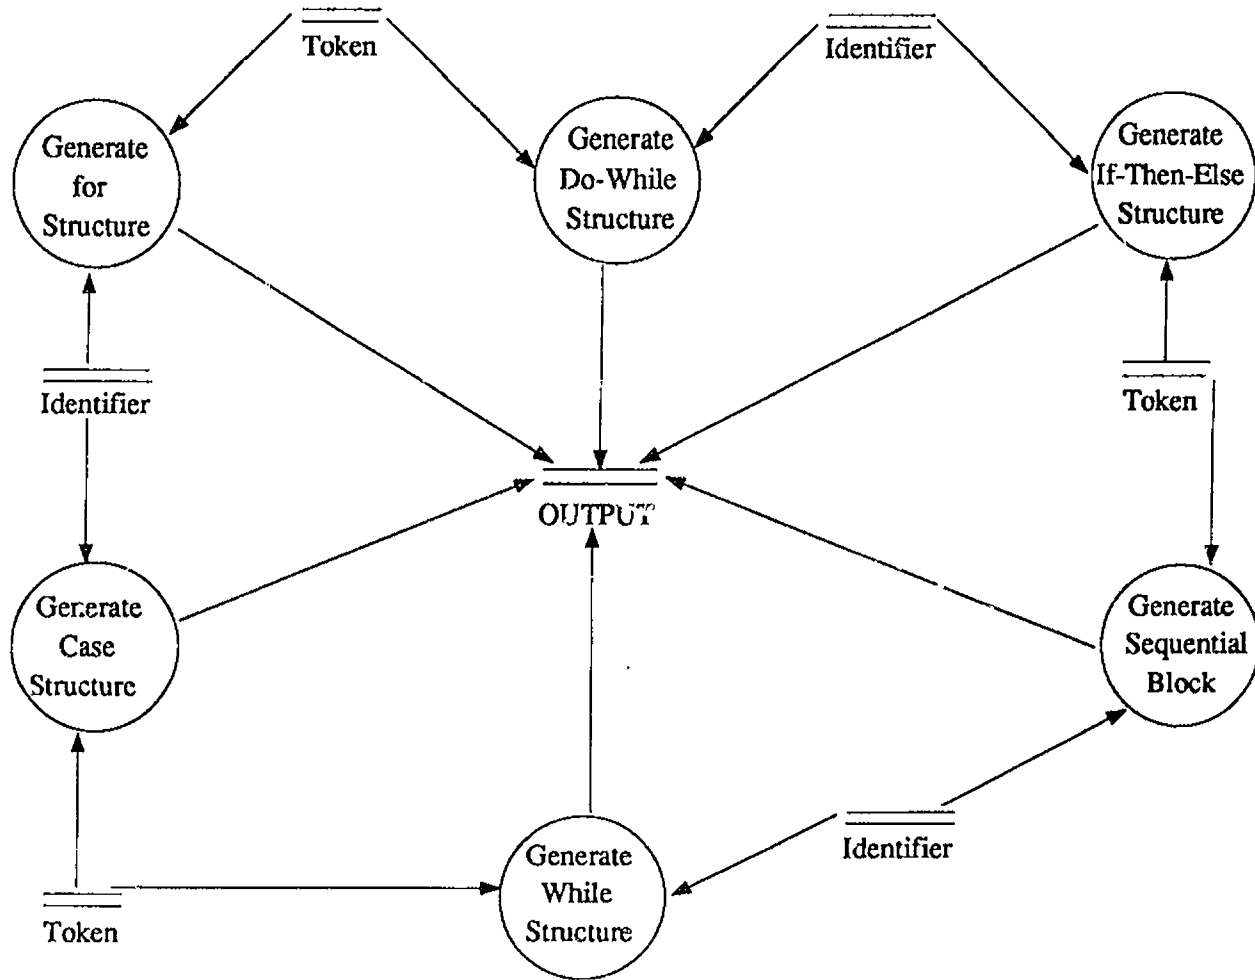 Token
Identifier
Generate
for
Structure
Generate
Do-While
Structure
Generate
If-Then-Else
Structure
Identifier
Token
OUTPUT
Generate
Case
Structure
Generate
Sequential
Block
Generate
While
Structure
Identifier
Token